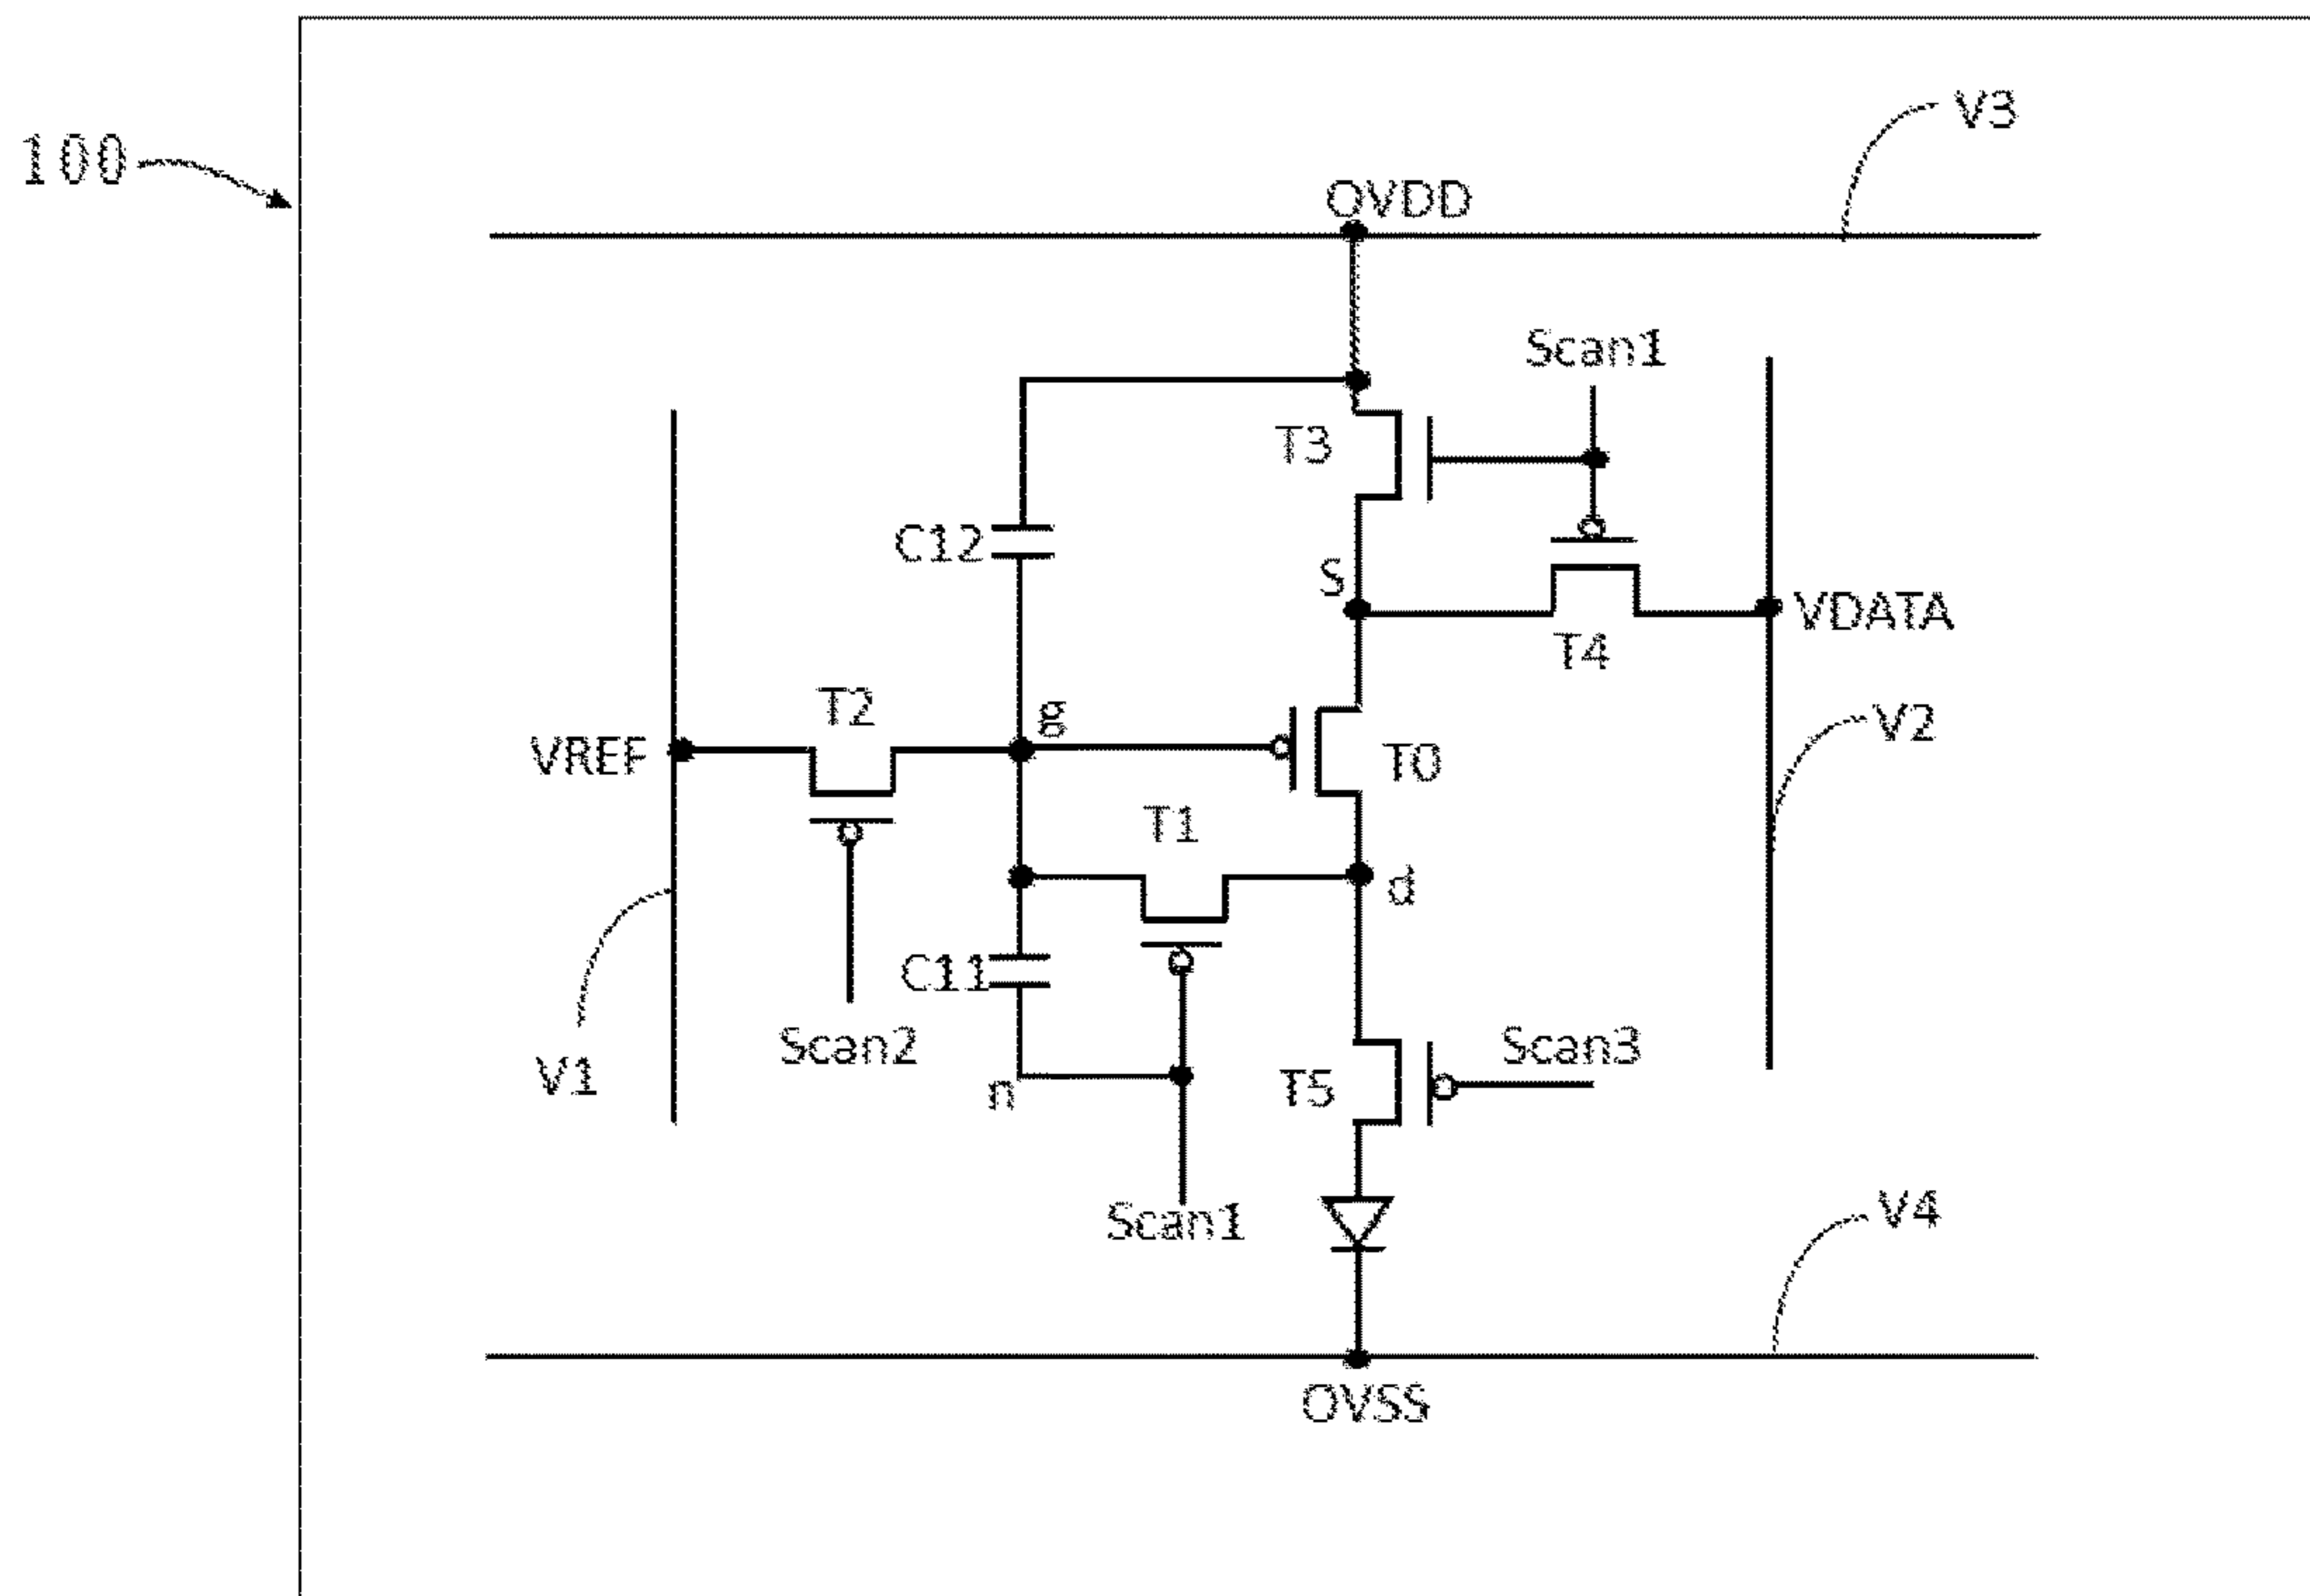 V3
100
OVDD
Scan1
T3
C12
S
VDATA
T4
T2
g
V2
VREF
T0
T1
d
C11
Scan2
Scan3
V1
n
T5
Scan1
V4
OVSS